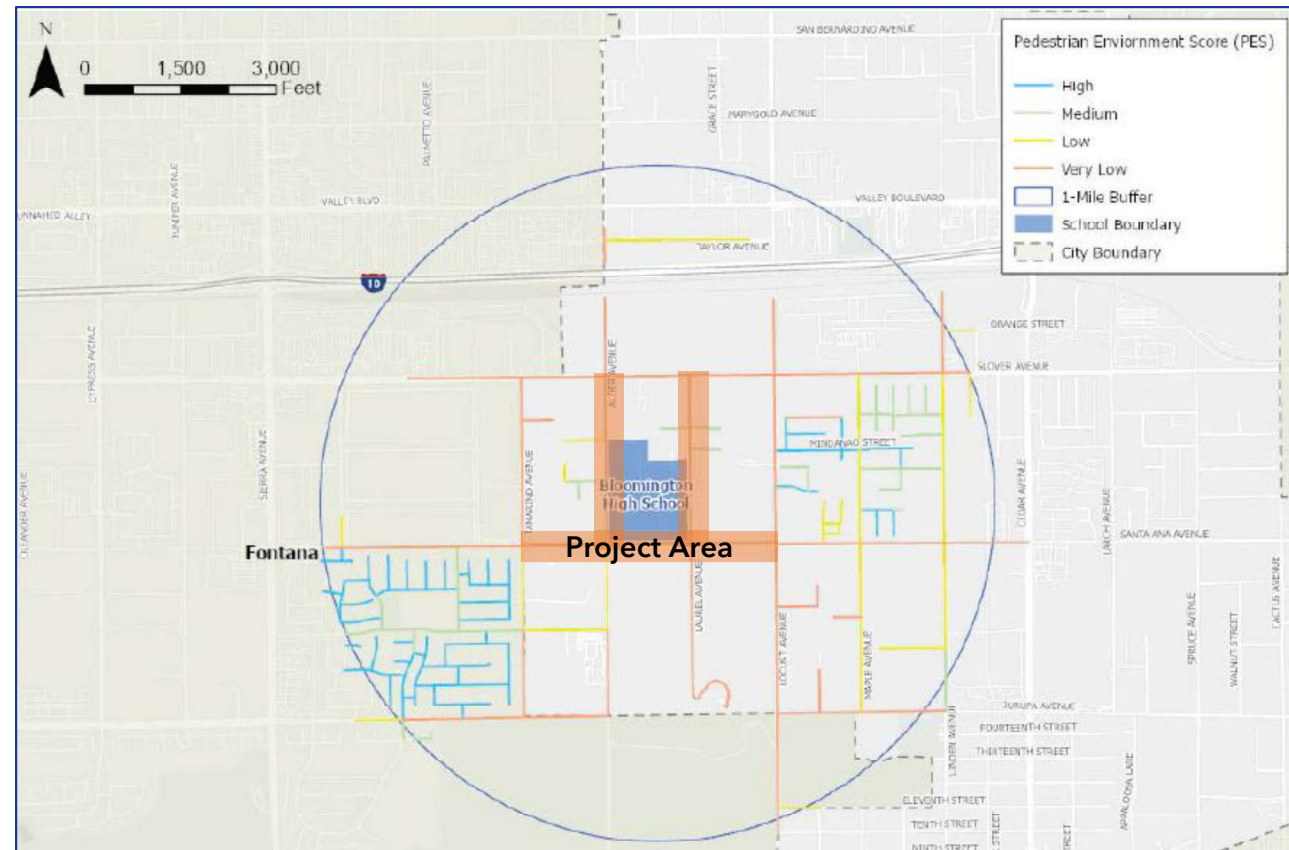 N
0 1,500 3,000
Feet
Pedestrian Enviornment Score (PES)
High
Medium
Low
Very Low
1-Mile Buffer
School Boundary
City Boundary
SAN BERNARDINO AVENUE
GRACE STREET
PALMETTO AVENUE
MARYGOLD AVENUE
JUNIPER AVENUE
VALLEY BLVD
VALLEY BOULEVARD
UNNAMED ALLEY
TAYLOR AVENUE
10
ORANGE STREET
CYPRESS AVENUE
ALDER AVENUE
SLOVER AVENUE
SIERRA AVENUE
MINDANAO STREET
TAMARIND AVENUE
Bloomington
High School
OLEANDER AVENUE
CEDAR AVENUE
LARCH AVENUE
SANTA ANA AVENUE
Fontana
Project Area
LAUREL AVENUE
LOCUST AVENUE
MAPLE AVENUE
SPRUCE AVENUE
WALNUT STREET
CACTUS AVENUE
JURUPA AVENUE
LINDEN AVENUE
FOURTEENTH STREET
THIRTEENTH STREET
APPALOOSA LANE
ELEVENTH STREET
TENTH STREET
NINTH STREET
STREET